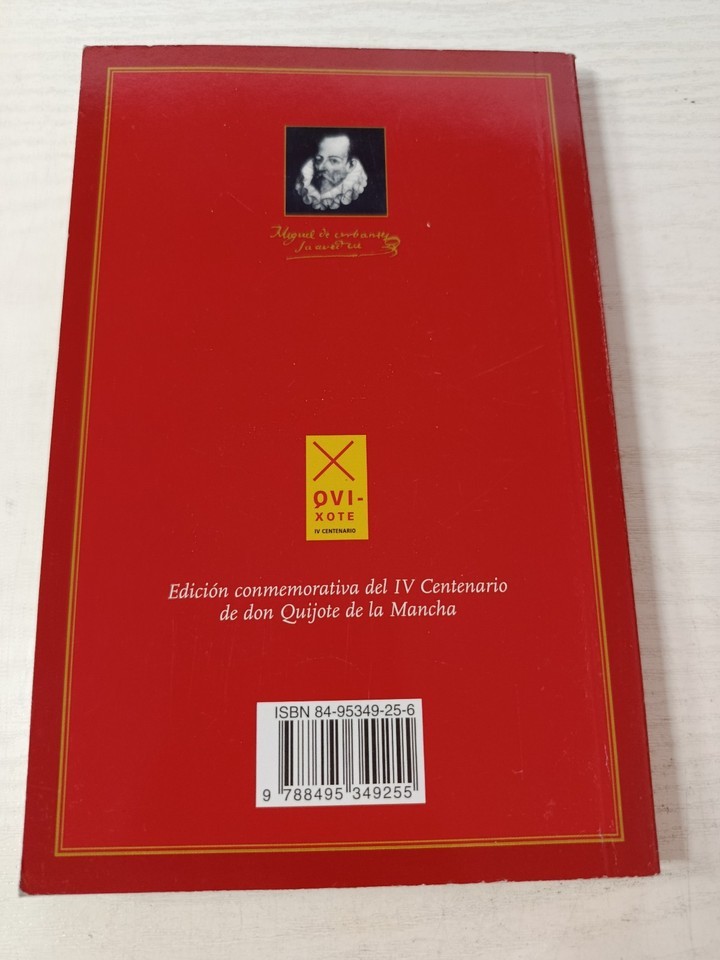 Miguel de cerbantes
Saavedra
QVI-
XOTE
IV CENTENARIO
Edición conmemorativa del IV Centenario
de don Quijote de la Mancha
ISBN 84-95349-25-6
9 788495 349255